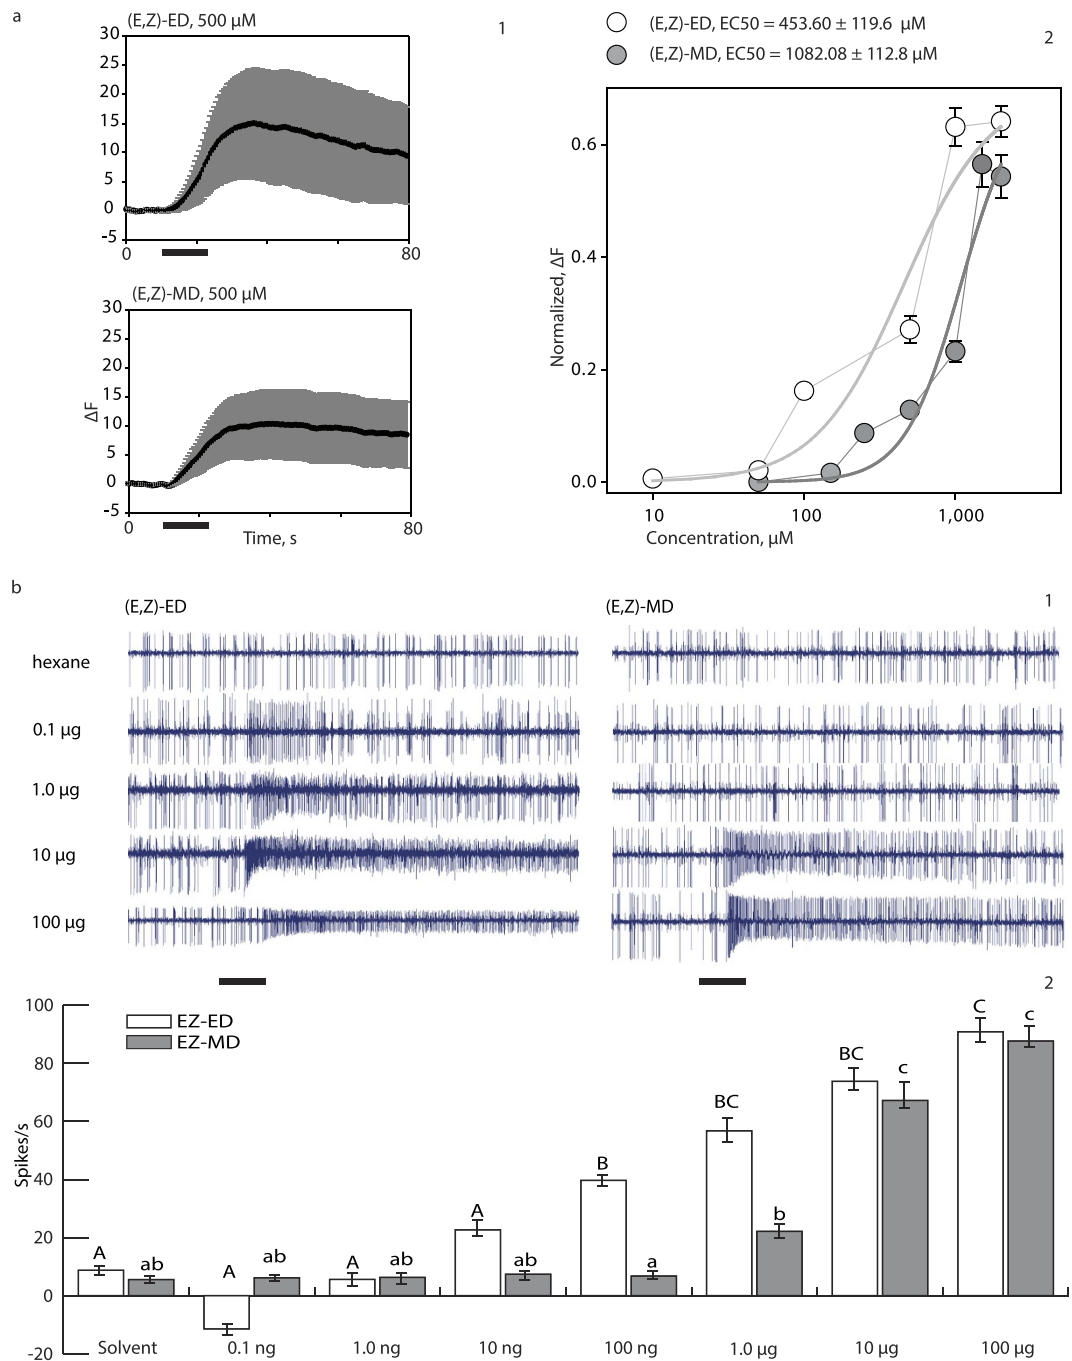 a
(E,Z)-ED, 500 µM
1
30
25
20
15
10
5
0
-5
0
80
(E,Z)-MD, 500 µM
30
25
20
15
10
5
0
-5
ΔF
0
80
Time, s
(E,Z)-ED, EC50 = 453.60 ± 119.6 µM
(E,Z)-MD, EC50 = 1082.08 ± 112.8 µM
2
Normalized, ΔF
0.6
0.4
0.2
0.0
10
100
1,000
Concentration, µM
b
(E,Z)-ED
(E,Z)-MD
1
hexane
0.1 µg
1.0 µg
10 µg
100 µg
2
Spikes/s
100
80
60
40
20
0
-20
EZ-ED
EZ-MD
A
ab
A
ab
A
ab
A
ab
B
a
BC
b
BC
c
C
c
Solvent
0.1 ng
1.0 ng
10 ng
100 ng
1.0 µg
10 µg
100 µg